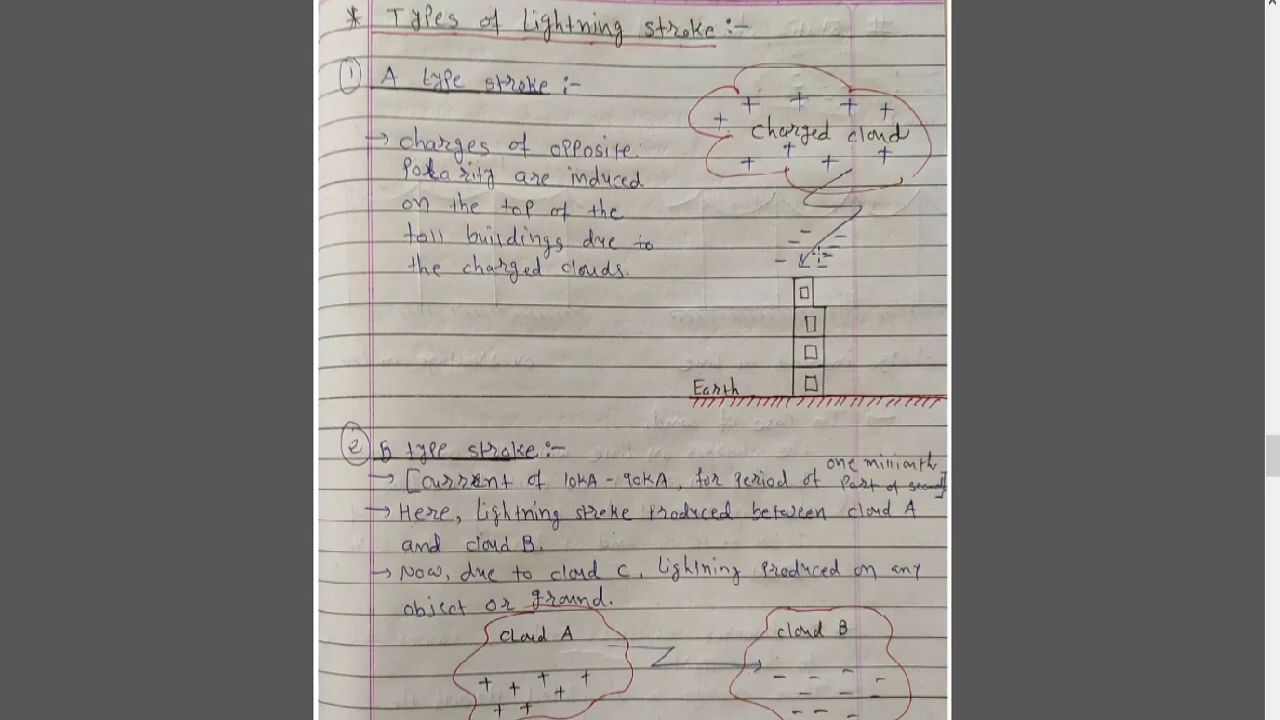 * Types of Lightning stroke :-
① A type stroke :-
→ charges of opposite
Polarity are induced
on the top of the
tall buildings due to
the charged clouds.
charged cloud
Earth
② B type stroke :-
→ [Current of 10kA - 90kA, for period of one millionth Part of second]
→ Here, Lightning stroke Produced between cloud A
and cloud B.
→ Now, due to cloud C, Lightning Produced on any
object or ground.
cloud A
cloud B